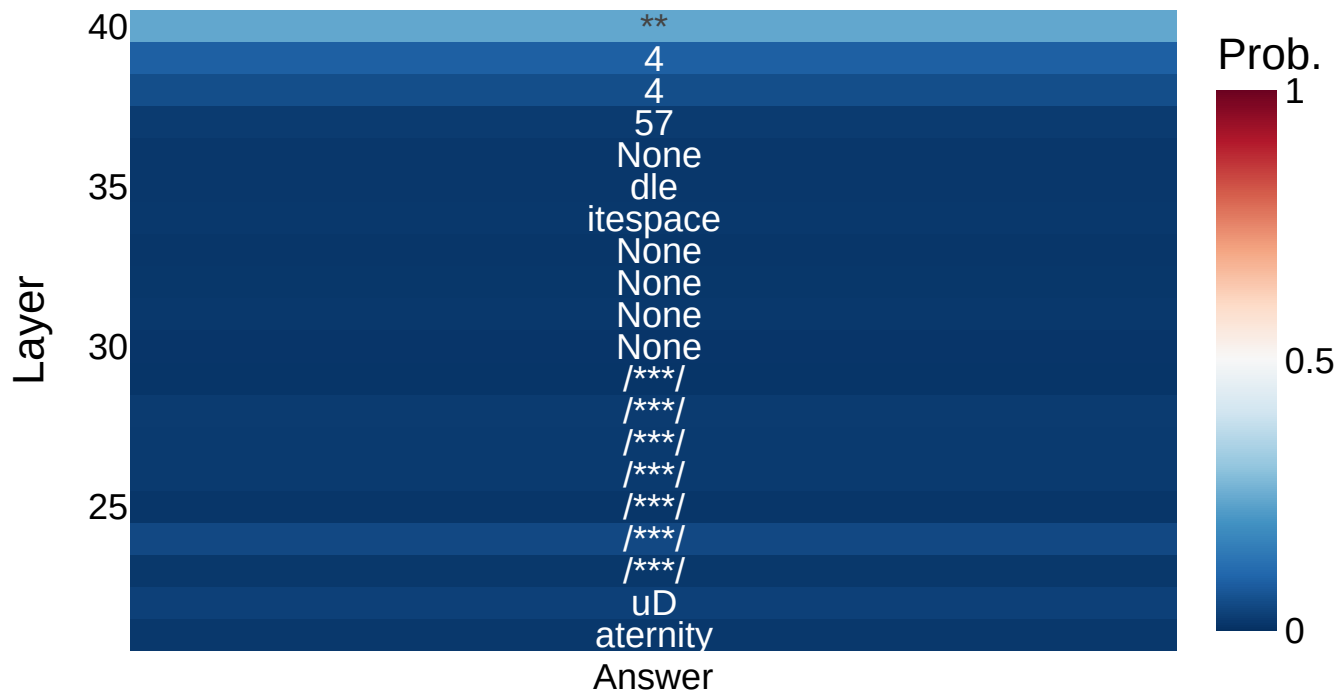 40
**
Prob.
4
1
4
57
None
35
dle
itespace
None
None
None
Layer
30
None
0.5
/***/
/***/
/***/
/***/
25
/***/
/***/
/***/
uD
aternity
0
Answer